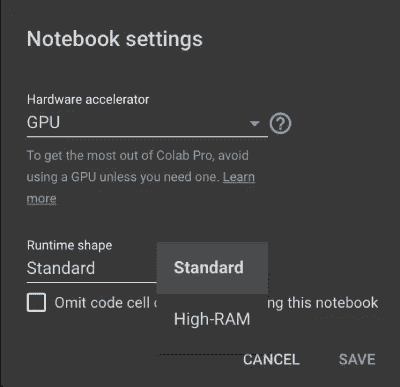 Notebook settings
Hardware accelerator
GPU
To get the most out of Colab Pro, avoid
using a GPU unless you need one. Learn
more
Runtime shape
Standard
Standard
Omit code cell ng this notebook
High-RAM
CANCEL SAVE